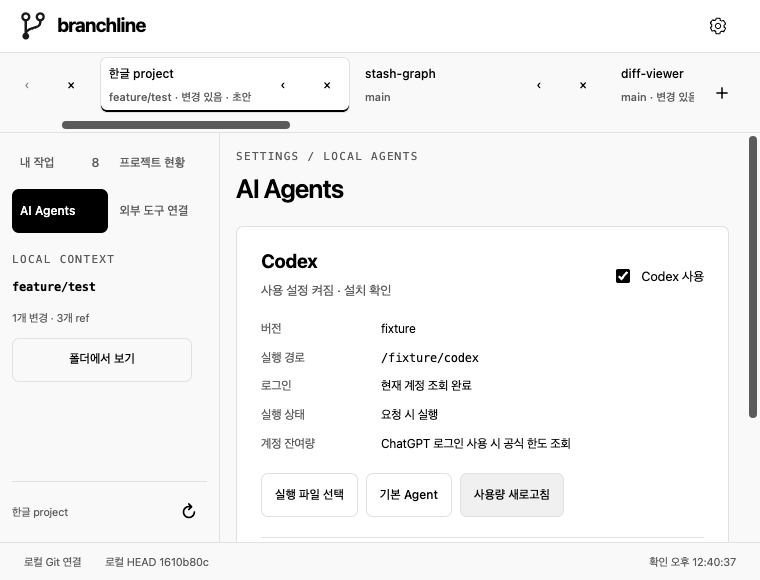 branchline
한글 project
feature/test · 변경 있음 · 초안
stash-graph
main
diff-viewer
main · 변경 있음
내 작업 8 프로젝트 현황
AI Agents 외부 도구 연결
LOCAL CONTEXT
feature/test
1개 변경 · 3개 ref
폴더에서 보기
한글 project
SETTINGS / LOCAL AGENTS
AI Agents
Codex
사용 설정 켜짐 · 설치 확인
Codex 사용
버전 fixture
실행 경로 /fixture/codex
로그인 현재 계정 조회 완료
실행 상태 요청 시 실행
계정 잔여량 ChatGPT 로그인 사용 시 공식 한도 조회
실행 파일 선택 기본 Agent 사용량 새로고침
로컬 Git 연결 로컬 HEAD 1610b80c 확인 오후 12:40:37